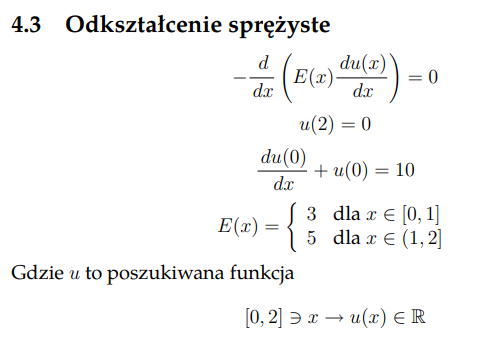 4.3 Odkształcenie sprężyste
$-\frac{d}{dx}\left(E(x)\frac{du(x)}{dx}\right) = 0$
$u(2) = 0$
$\frac{du(0)}{dx} + u(0) = 10$
$E(x) = \begin{cases} 3 & \text{dla } x \in [0, 1] \\ 5 & \text{dla } x \in (1, 2] \end{cases}$
Gdzie $u$ to poszukiwana funkcja
$[0, 2] \ni x \rightarrow u(x) \in \mathbb{R}$